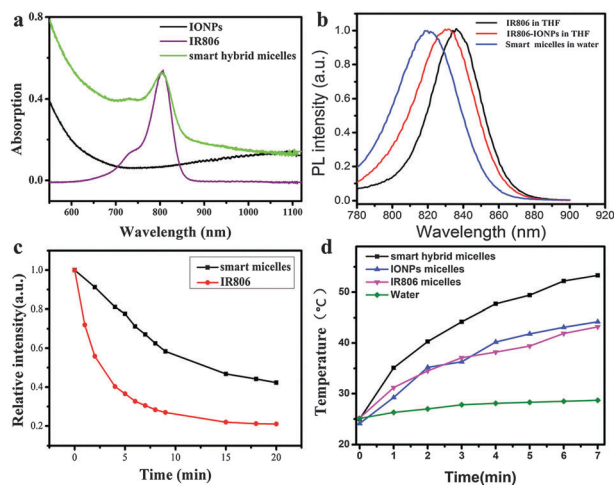 a
IONPs
IR806
smart hybrid micelles
0.8
0.4
0.0
Absorption
600 700 800 900 1000 1100
Wavelength (nm)
b
IR806 in THF
IR806-IONPs in THF
Smart micelles in water
1.0
0.8
0.6
0.4
0.2
0.0
PL intensity (a.u.)
780 800 820 840 860 880 900 920
Wavelength (nm)
c
smart micelles
IR806
1.0
0.8
0.6
0.4
0.2
Relative intensity(a.u.)
0 5 10 15 20
Time (min)
d
smart hybrid micelles
IONPs micelles
IR806 micelles
Water
50
40
30
20
Temperature (℃)
0 1 2 3 4 5 6 7
Time(min)